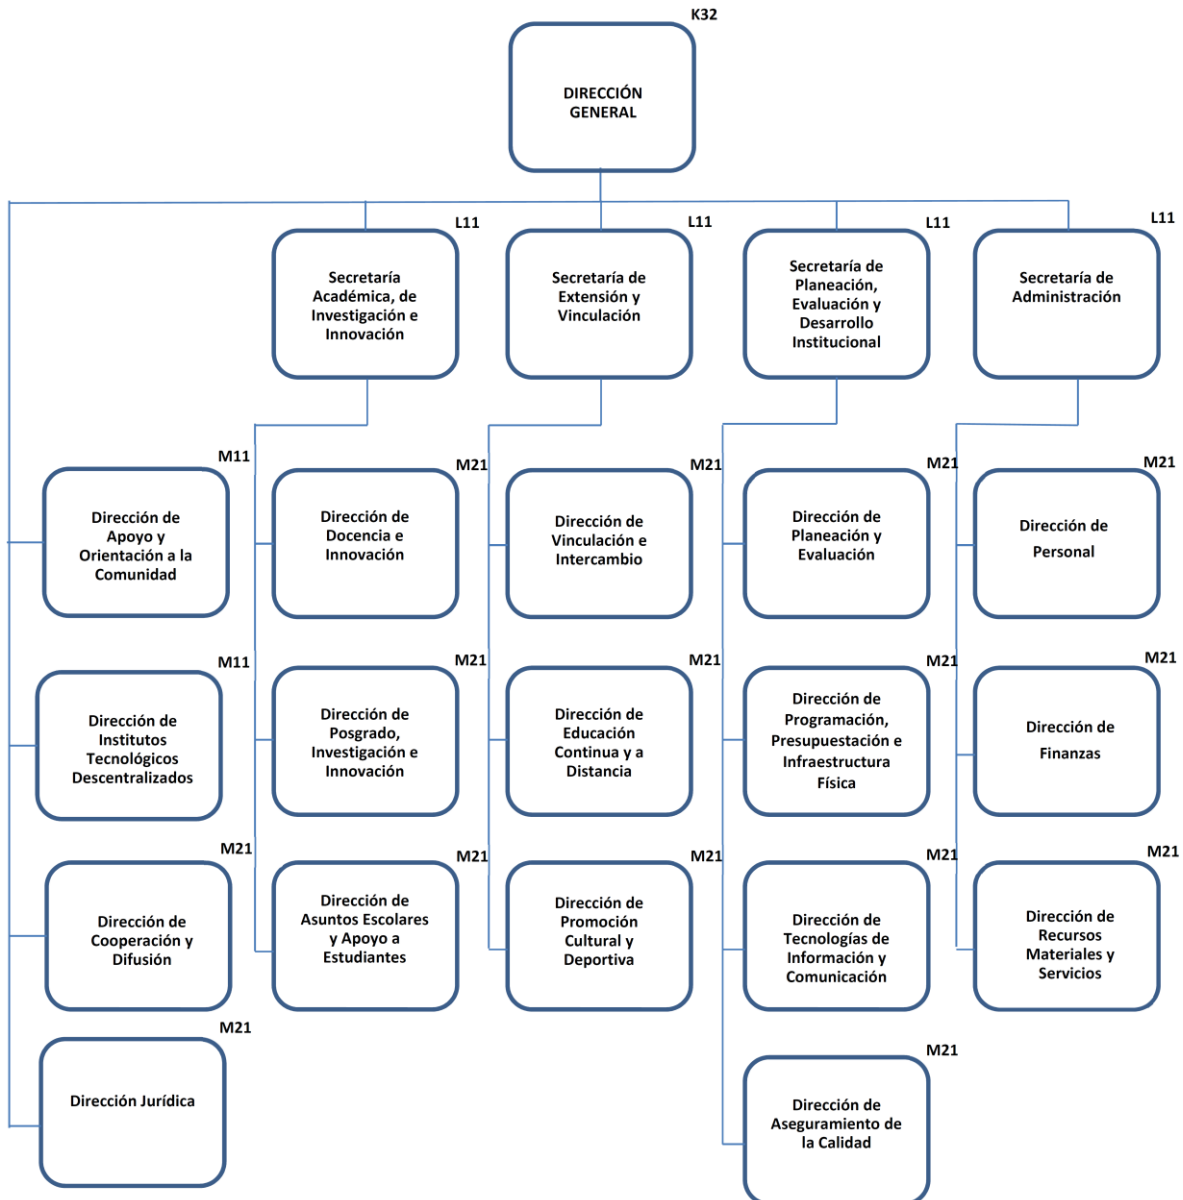 K32
DIRECCIÓN
GENERAL
L11
Secretaría
Académica, de
Investigación e
Innovación
L11
Secretaría de
Extensión y
Vinculación
L11
Secretaría de
Planeación,
Evaluación y
Desarrollo
Institucional
L11
Secretaría de
Administración
M11
Dirección de
Apoyo y
Orientación a la
Comunidad
M21
Dirección de
Docencia e
Innovación
M21
Dirección de
Vinculación e
Intercambio
M21
Dirección de
Planeación y
Evaluación
M21
Dirección de
Personal
M11
Dirección de
Institutos
Tecnológicos
Descentralizados
M21
Dirección de
Posgrado,
Investigación e
Innovación
M21
Dirección de
Educación
Continua y a
Distancia
M21
Dirección de
Programación,
Presupuestación e
Infraestructura
Física
M21
Dirección de
Finanzas
M21
Dirección de
Cooperación y
Difusión
M21
Dirección de
Asuntos Escolares
y Apoyo a
Estudiantes
M21
Dirección de
Promoción
Cultural y
Deportiva
M21
Dirección de
Tecnologías de
Información y
Comunicación
M21
Dirección de
Recursos
Materiales y
Servicios
M21
Dirección Jurídica
M21
Dirección de
Aseguramiento de
la Calidad